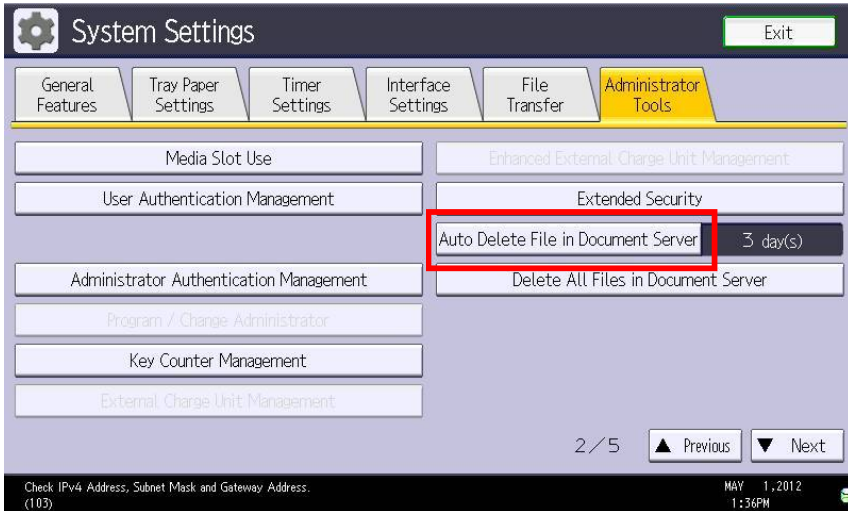 System Settings
Exit
General
Features
Tray Paper
Settings
Timer
Settings
Interface
Settings
File
Transfer
Administrator
Tools
Media Slot Use
Enhanced External Charge Unit Management
User Authentication Management
Extended Security
Auto Delete File in Document Server
3 day(s)
Administrator Authentication Management
Delete All Files in Document Server
Program / Change Administrator
Key Counter Management
External Charge Unit Management
2/5
▲ Previous
▼ Next
Check IPv4 Address, Subnet Mask and Gateway Address.
(103)
MAY 1,2012
1:36PM